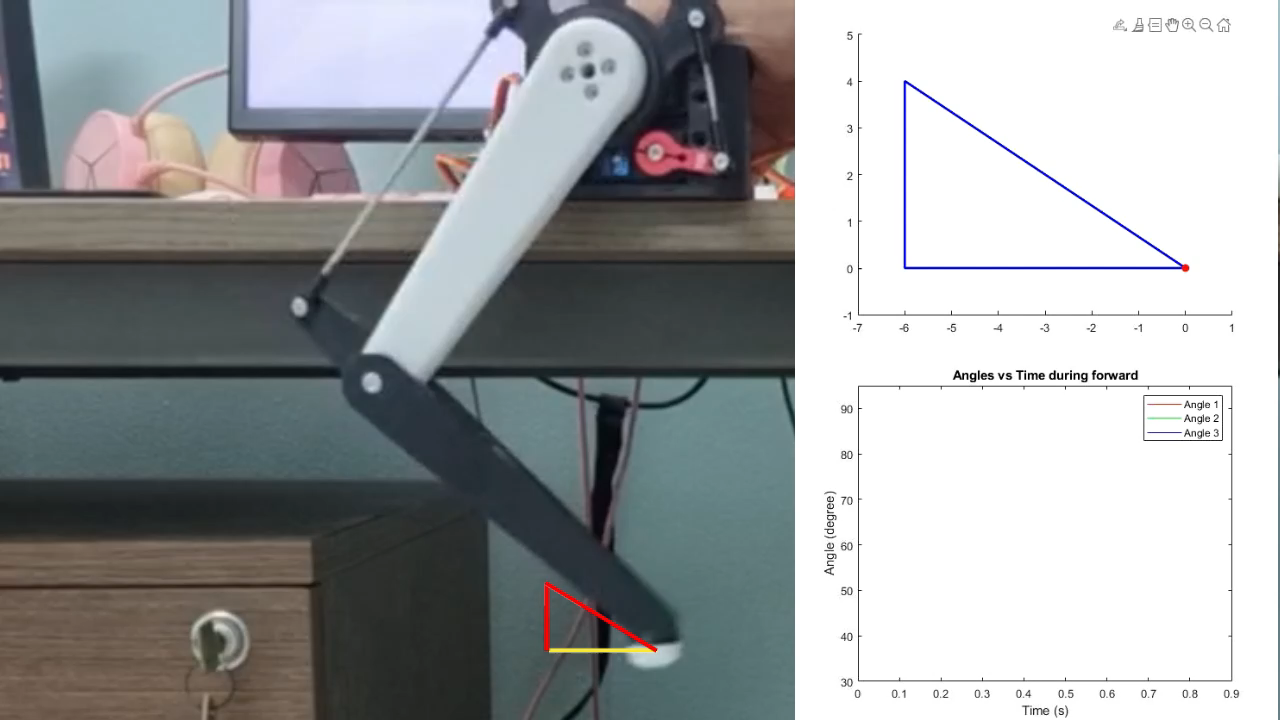 5
4
3
2
1
0
-1
-7 -6 -5 -4 -3 -2 -1 0 1
Angles vs Time during forward
Angle 1
Angle 2
Angle 3
Angle (degree)
90
80
70
60
50
40
30
0 0.1 0.2 0.3 0.4 0.5 0.6 0.7 0.8 0.9
Time (s)